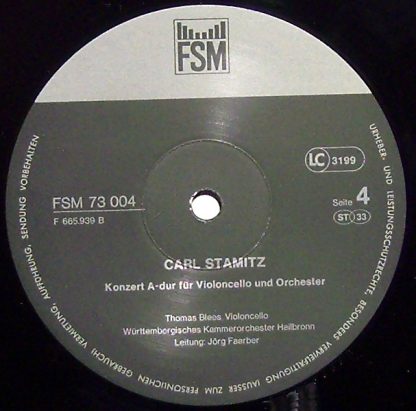 FSM
LC 3199
FSM 73 004
F 665.939 B
Seite 4
ST 33
CARL STAMITZ
Konzert A-dur für Violoncello und Orchester
Thomas Blees Violoncello
Württembergisches Kammerorchester Heilbronn
Leitung: Jörg Faerber
URHEBER- UND LEISTUNGSSCHUTZRECHTE, BESONDERS VERVIELFÄLTIGUNG (AUSSER ZUM PERSÖNLICHEN GEBRAUCH) VERMIETUNG, AUFFÜHRUNG, SENDUNG VORBEHALTEN